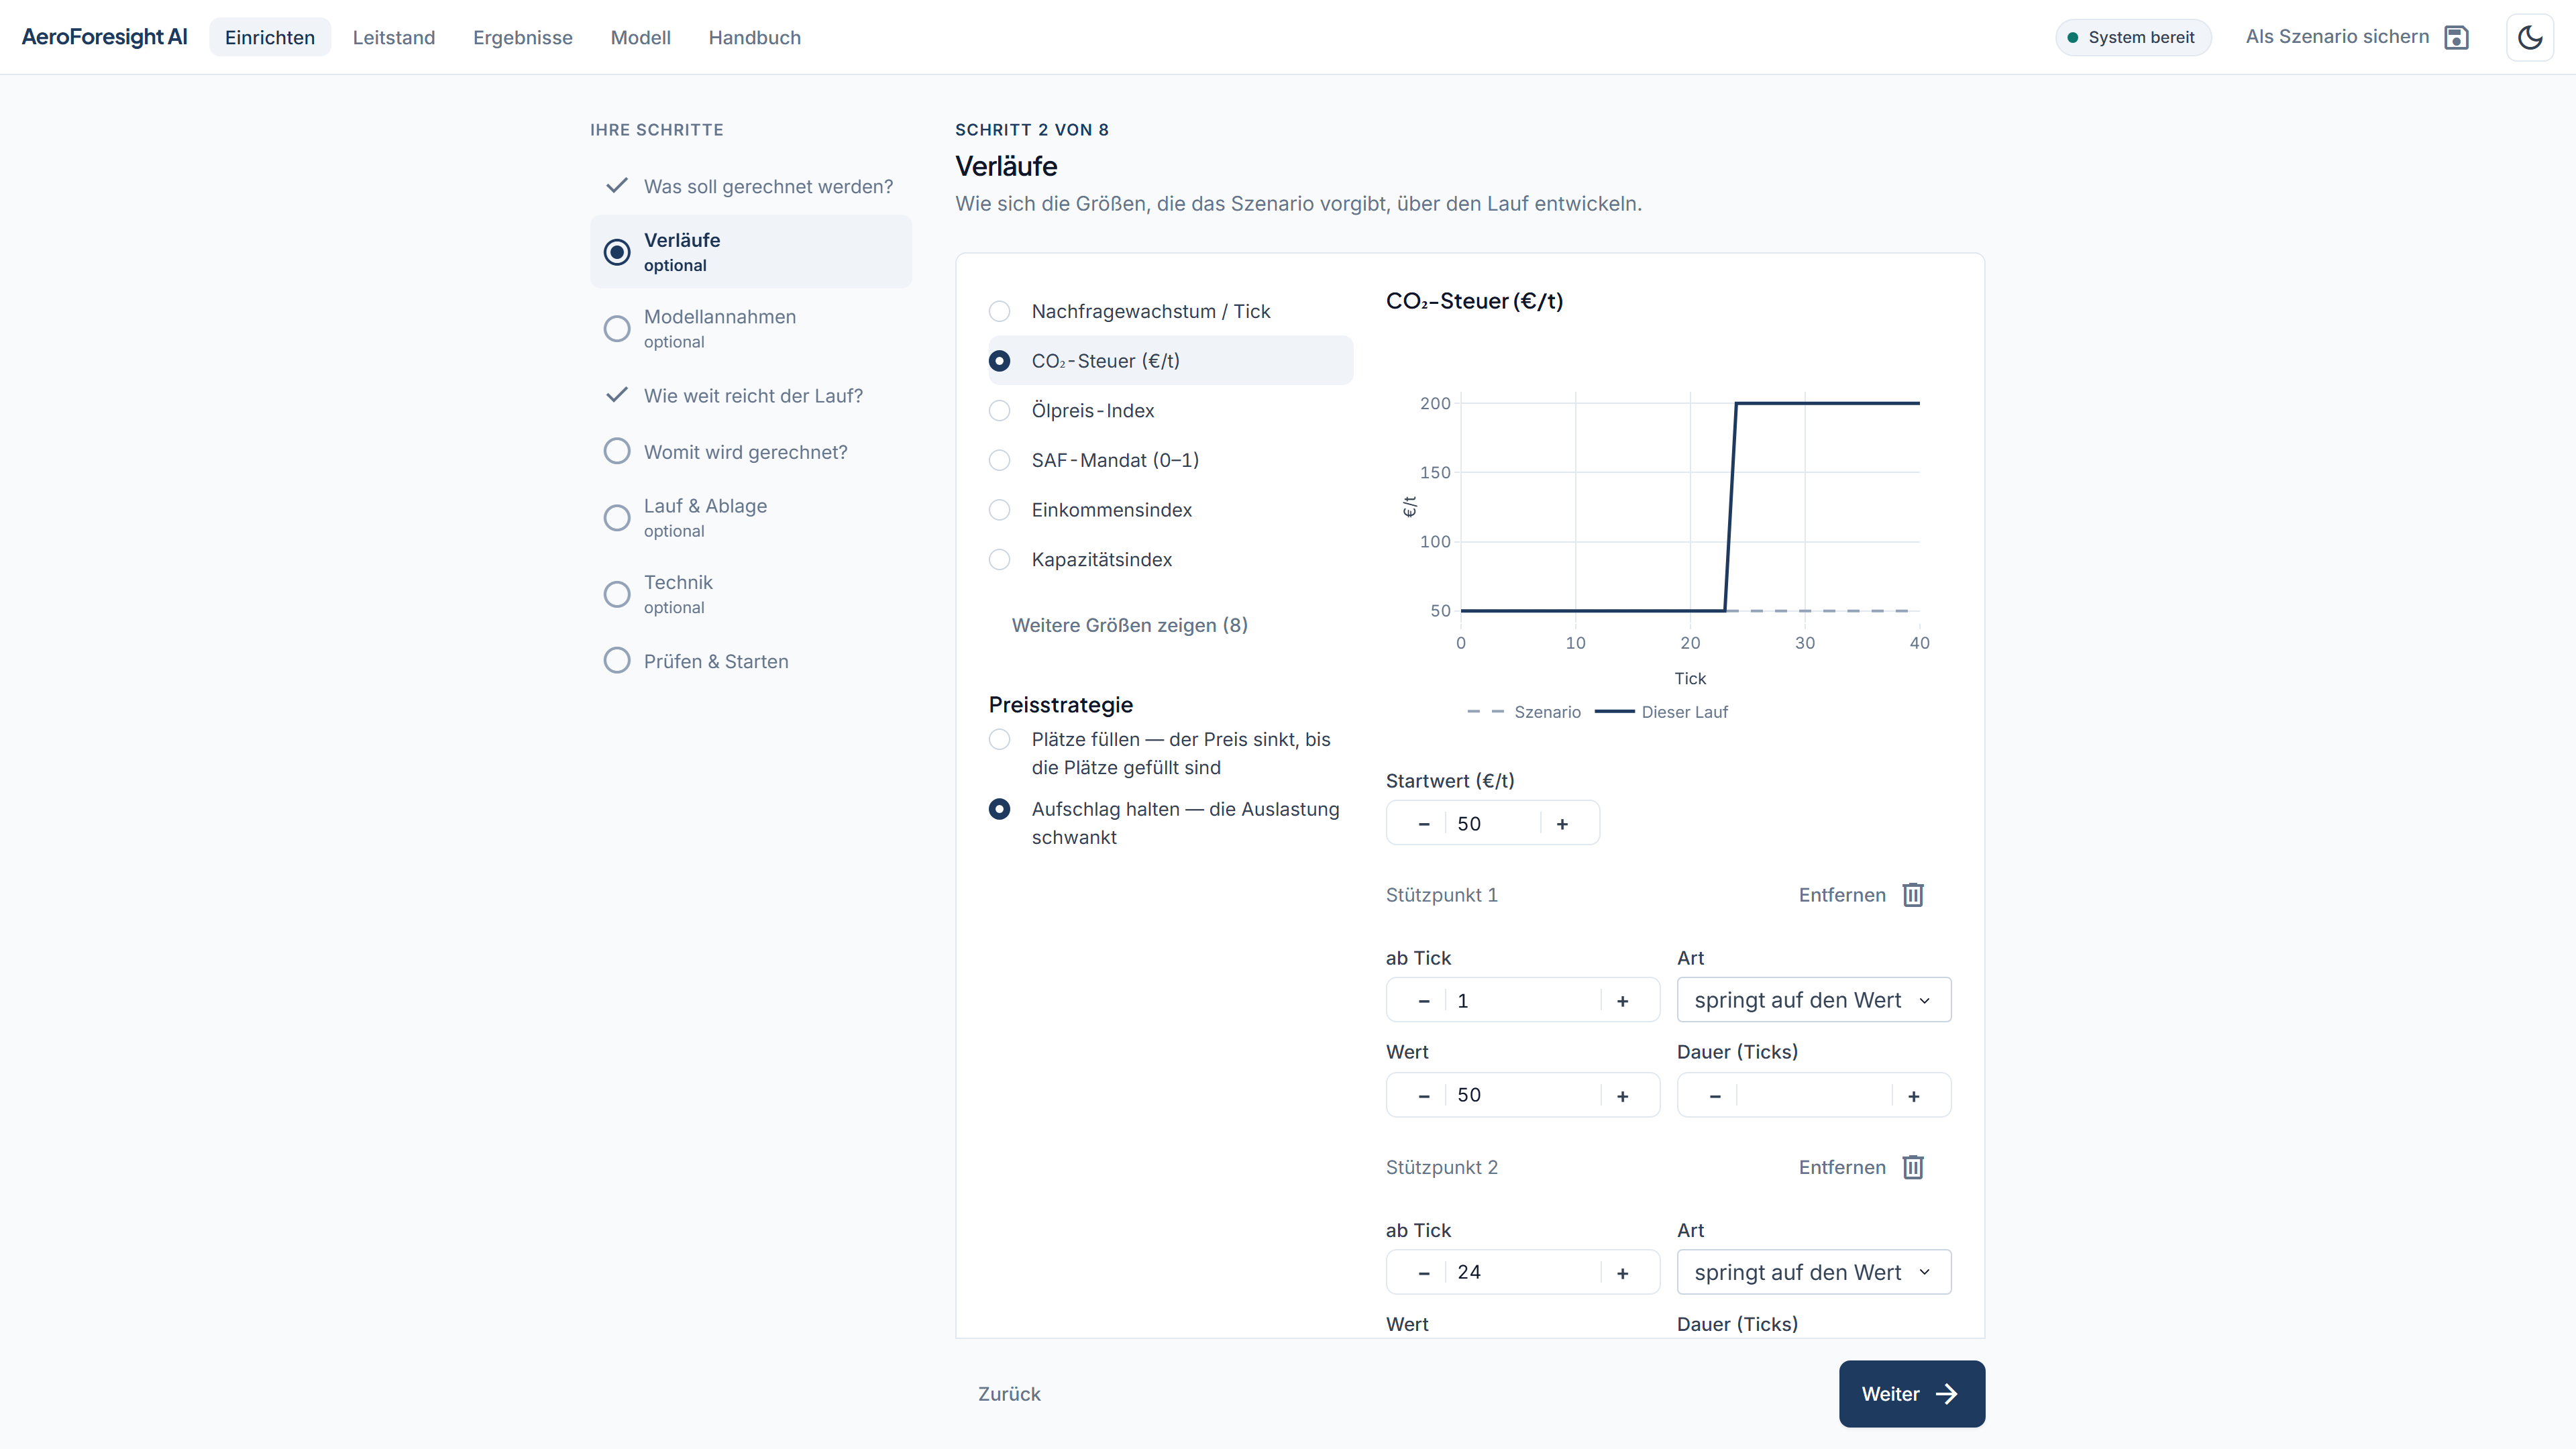 AeroForesight AI
Einrichten
Leitstand
Ergebnisse
Modell
Handbuch
System bereit
Als Szenario sichern
IHRE SCHRITTE
Was soll gerechnet werden?
Verläufe
optional
Modellannahmen
optional
Wie weit reicht der Lauf?
Womit wird gerechnet?
Lauf & Ablage
optional
Technik
optional
Prüfen & Starten
SCHRITT 2 VON 8
Verläufe
Wie sich die Größen, die das Szenario vorgibt, über den Lauf entwickeln.
Nachfragewachstum / Tick
CO₂-Steuer (€/t)
Ölpreis-Index
SAF-Mandat (0–1)
Einkommensindex
Kapazitätsindex
Weitere Größen zeigen (8)
Preisstrategie
Plätze füllen — der Preis sinkt, bis
die Plätze gefüllt sind
Aufschlag halten — die Auslastung
schwankt
CO₂-Steuer (€/t)
200
150
100
50
€/t
0
10
20
30
40
Tick
Szenario
Dieser Lauf
Startwert (€/t)
− 50 +
Stützpunkt 1
Entfernen
ab Tick
Art
− 1 +
springt auf den Wert
Wert
Dauer (Ticks)
− 50 +
− +
Stützpunkt 2
Entfernen
ab Tick
Art
− 24 +
springt auf den Wert
Wert
Dauer (Ticks)
Zurück
Weiter